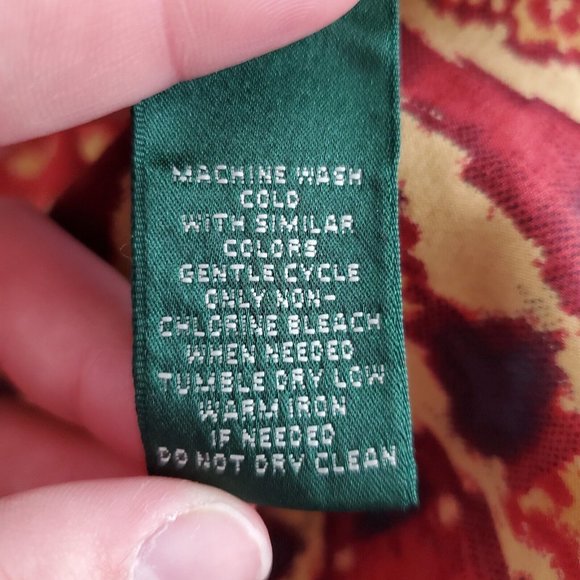 MACHINE WASH
COLD
WITH SIMILAR
COLORS
GENTLE CYCLE
ONLY NON-
CHLORINE BLEACH
WHEN NEEDED
TUMBLE DRY LOW
WARM IRON
IF NEEDED
DO NOT DRY CLEAN